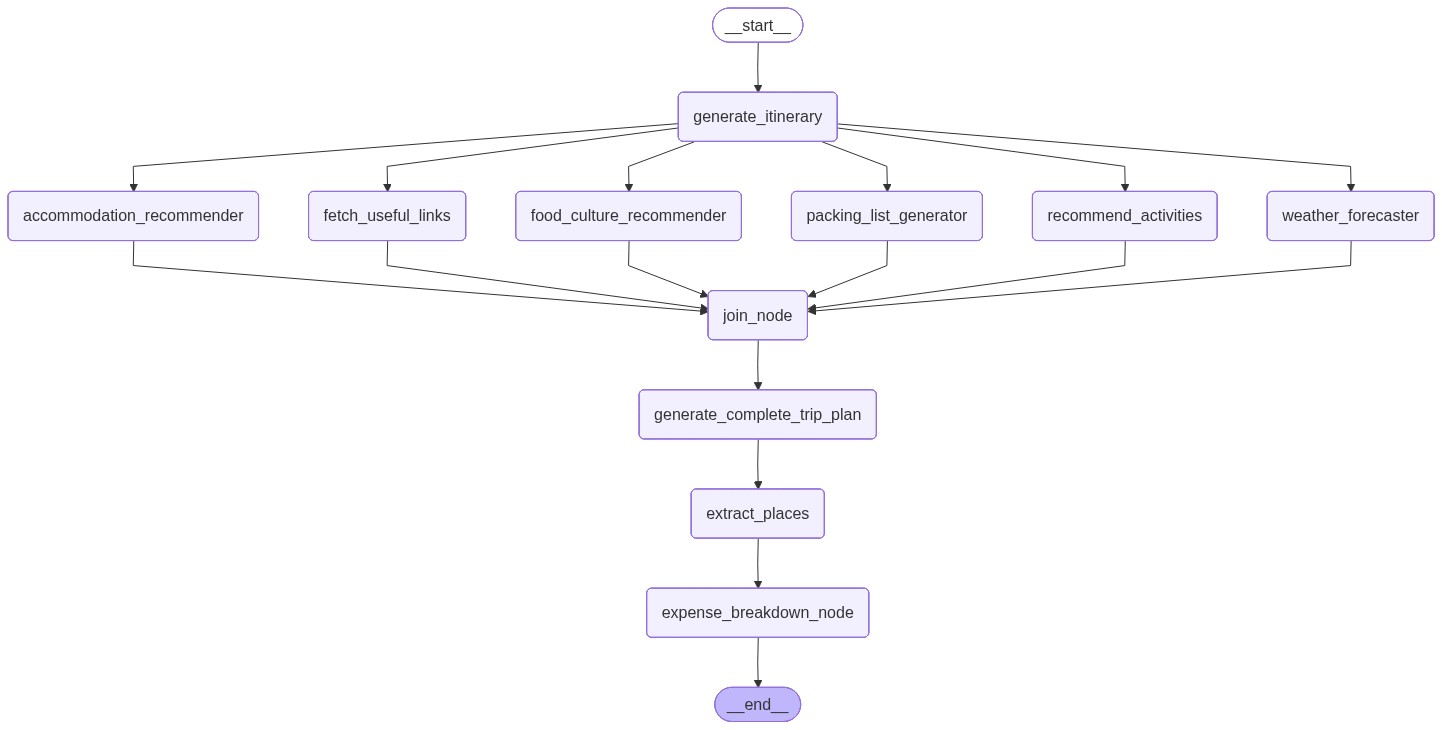 __start__
generate_itinerary
accommodation_recommender
fetch_useful_links
food_culture_recommender
packing_list_generator
recommend_activities
weather_forecaster
join_node
generate_complete_trip_plan
extract_places
expense_breakdown_node
__end__